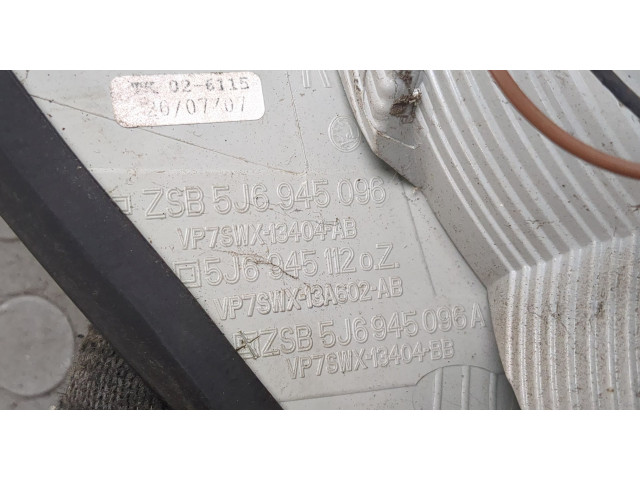 02-6115
20/07/07
ZSB 5J6 945 096
VP7SWX-13404-AB
5J6 945 112 o.Z.
VP7SWX-13A602-AB
ZSB 5J6 945 096 A
VP7SWX-13404-BB